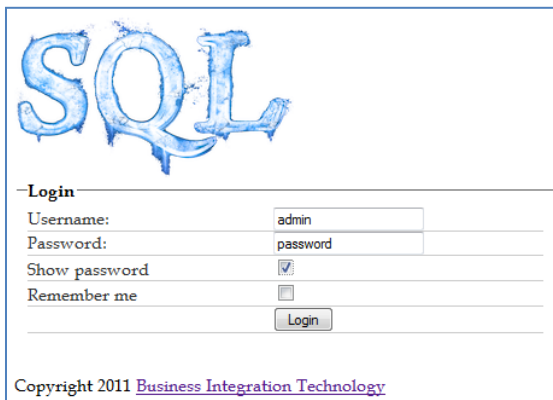 SQL
Login
Username: admin
Password: password
Show password
Remember me
Login
Copyright 2011 Business Integration Technology